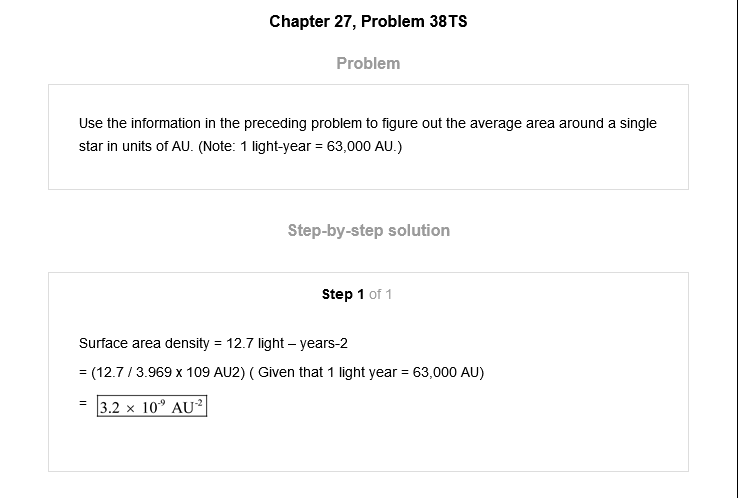 Chapter 27, Problem 38TS
Problem
Use the information in the preceding problem to figure out the average area around a single
star in units of AU. (Note: 1 light-year = 63,000 AU.)
Step-by-step solution
Step 1 of 1
Surface area density = 12.7 light – years-2
= (12.7 / 3.969 x 109 AU2) ( Given that 1 light year = 63,000 AU)
= 3.2 × 10⁻⁹ AU⁻²